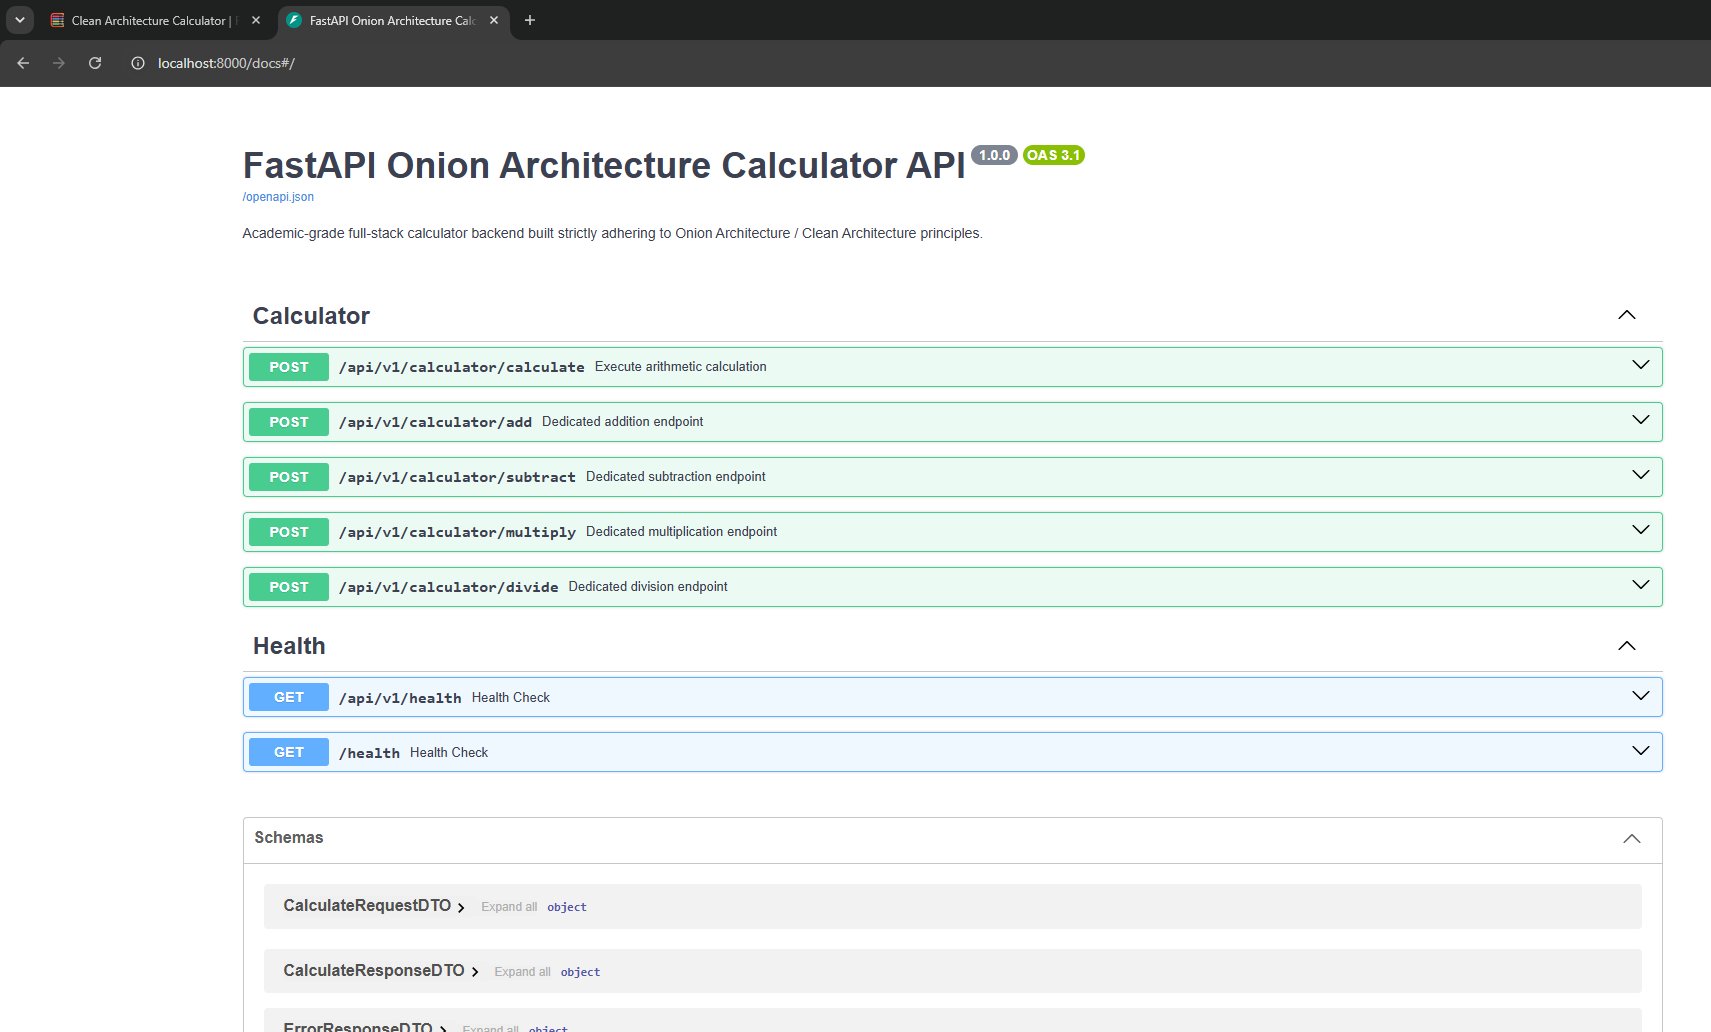 Clean Architecture Calculator |
FastAPI Onion Architecture Calc
localhost:8000/docs#/
FastAPI Onion Architecture Calculator API 1.0.0 OAS 3.1
/openapi.json
Academic-grade full-stack calculator backend built strictly adhering to Onion Architecture / Clean Architecture principles.
Calculator
POST /api/v1/calculator/calculate Execute arithmetic calculation
POST /api/v1/calculator/add Dedicated addition endpoint
POST /api/v1/calculator/subtract Dedicated subtraction endpoint
POST /api/v1/calculator/multiply Dedicated multiplication endpoint
POST /api/v1/calculator/divide Dedicated division endpoint
Health
GET /api/v1/health Health Check
GET /health Health Check
Schemas
CalculateRequestDTO Expand all object
CalculateResponseDTO Expand all object
ErrorResponseDTO Expand all object